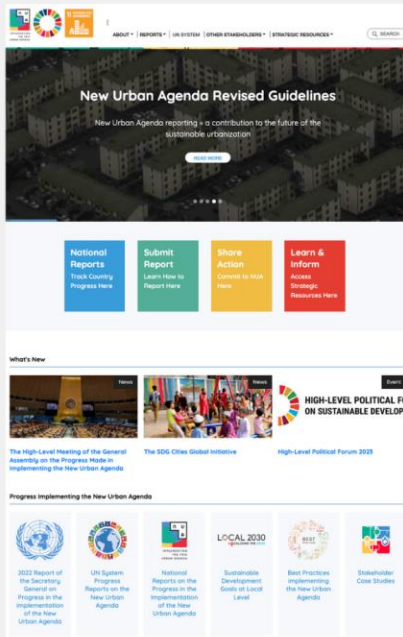 ABOUT
REPORTS
UN SYSTEM
OTHER STAKEHOLDERS
STRATEGIC RESOURCES
SEARCH
New Urban Agenda Revised Guidelines
New Urban Agenda reporting = a contribution to the future of the
sustainable urbanization
READ MORE
National
Reports
Track Country
Progress Here
Submit
Report
Learn How to
Report Here
Share
Action
Commit to NUA
Here
Learn &
Inform
Access
Strategic
Resources Here
What's New
News
News
Event
HIGH-LEVEL POLITICAL FO
ON SUSTAINABLE DEVELOP
The High-Level Meeting of the General
Assembly on the Progress Made in
Implementing the New Urban Agenda
The SDG Cities Global Initiative
High-Level Political Forum 2023
Progress Implementing the New Urban Agenda
LOCAL 2030
BEST
2022 Report of
the Secretary
General on
Progress in the
Implementation
of the New
Urban Agenda
UN System
Progress
Reports on the
New Urban
Agenda
National
Reports on the
Progress in the
Implementation
of the New
Urban Agenda
Sustainable
Development
Goals at Local
Level
Best Practices
Implementing
the New Urban
Agenda
Stakeholder
Case Studies